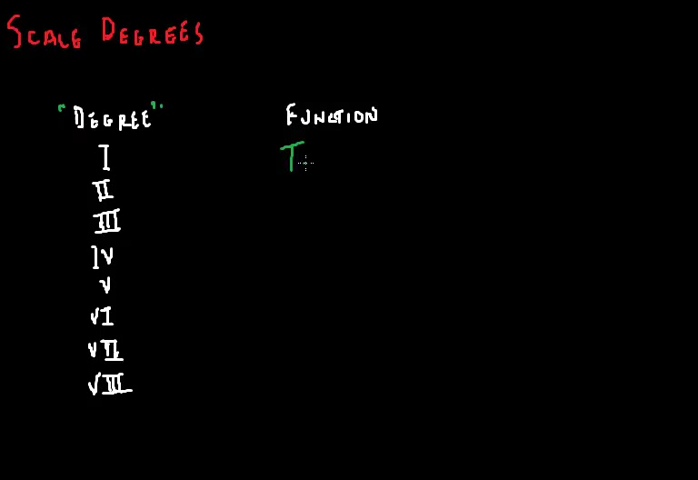 SCALE DEGREES
"DEGREE" FUNCTION
I T
II
III
IV
V
VI
VII
VIII